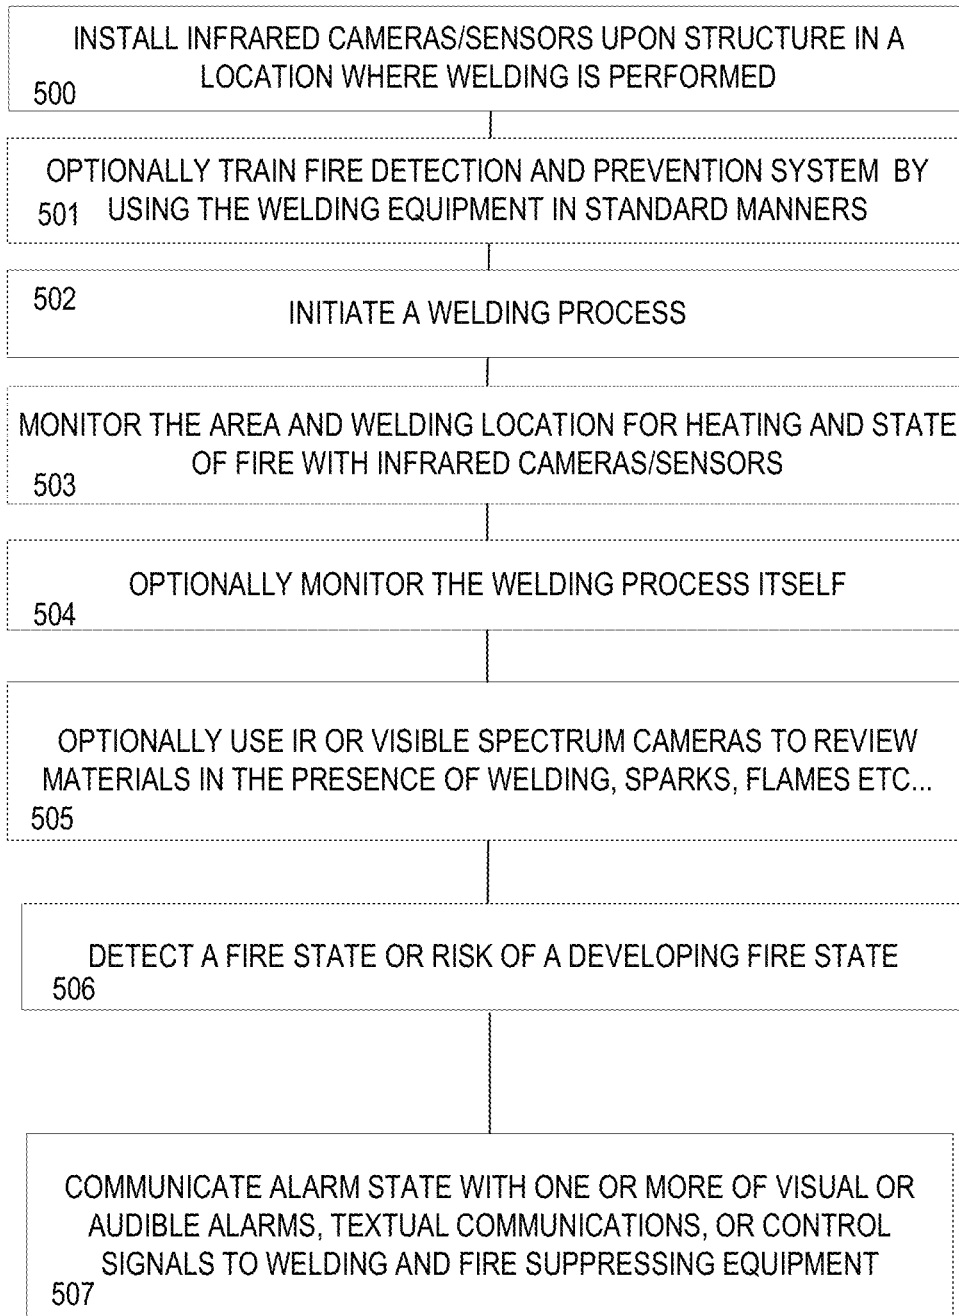 INSTALL INFRARED CAMERAS/SENSORS UPON STRUCTURE IN A
LOCATION WHERE WELDING IS PERFORMED
500
OPTIONALLY TRAIN FIRE DETECTION AND PREVENTION SYSTEM BY
USING THE WELDING EQUIPMENT IN STANDARD MANNERS
501
502
INITIATE A WELDING PROCESS
MONITOR THE AREA AND WELDING LOCATION FOR HEATING AND STATE
OF FIRE WITH INFRARED CAMERAS/SENSORS
503
OPTIONALLY MONITOR THE WELDING PROCESS ITSELF
504
OPTIONALLY USE IR OR VISIBLE SPECTRUM CAMERAS TO REVIEW
MATERIALS IN THE PRESENCE OF WELDING, SPARKS, FLAMES ETC...
505
DETECT A FIRE STATE OR RISK OF A DEVELOPING FIRE STATE
506
COMMUNICATE ALARM STATE WITH ONE OR MORE OF VISUAL OR
AUDIBLE ALARMS, TEXTUAL COMMUNICATIONS, OR CONTROL
SIGNALS TO WELDING AND FIRE SUPPRESSING EQUIPMENT
507